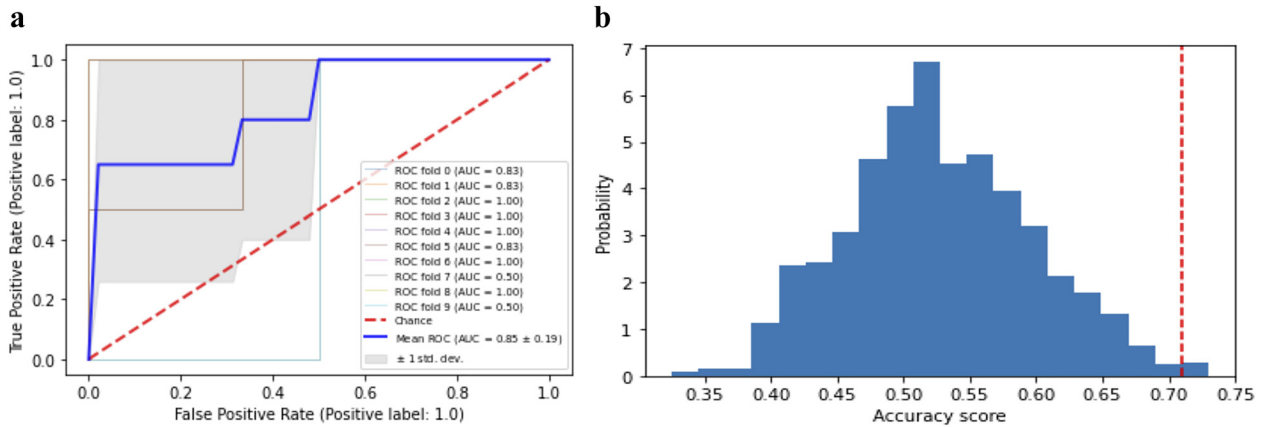 a
1.0
0.8
0.6
0.4
0.2
0.0
True Positive Rate (Positive label: 1.0)
0.0 0.2 0.4 0.6 0.8 1.0
False Positive Rate (Positive label: 1.0)
ROC fold 0 (AUC = 0.83)
ROC fold 1 (AUC = 0.83)
ROC fold 2 (AUC = 1.00)
ROC fold 3 (AUC = 1.00)
ROC fold 4 (AUC = 1.00)
ROC fold 5 (AUC = 0.83)
ROC fold 6 (AUC = 1.00)
ROC fold 7 (AUC = 0.50)
ROC fold 8 (AUC = 1.00)
ROC fold 9 (AUC = 0.50)
Chance
Mean ROC (AUC = 0.85 ± 0.19)
± 1 std. dev.
b
7
6
5
4
3
2
1
0
Probability
0.35 0.40 0.45 0.50 0.55 0.60 0.65 0.70 0.75
Accuracy score